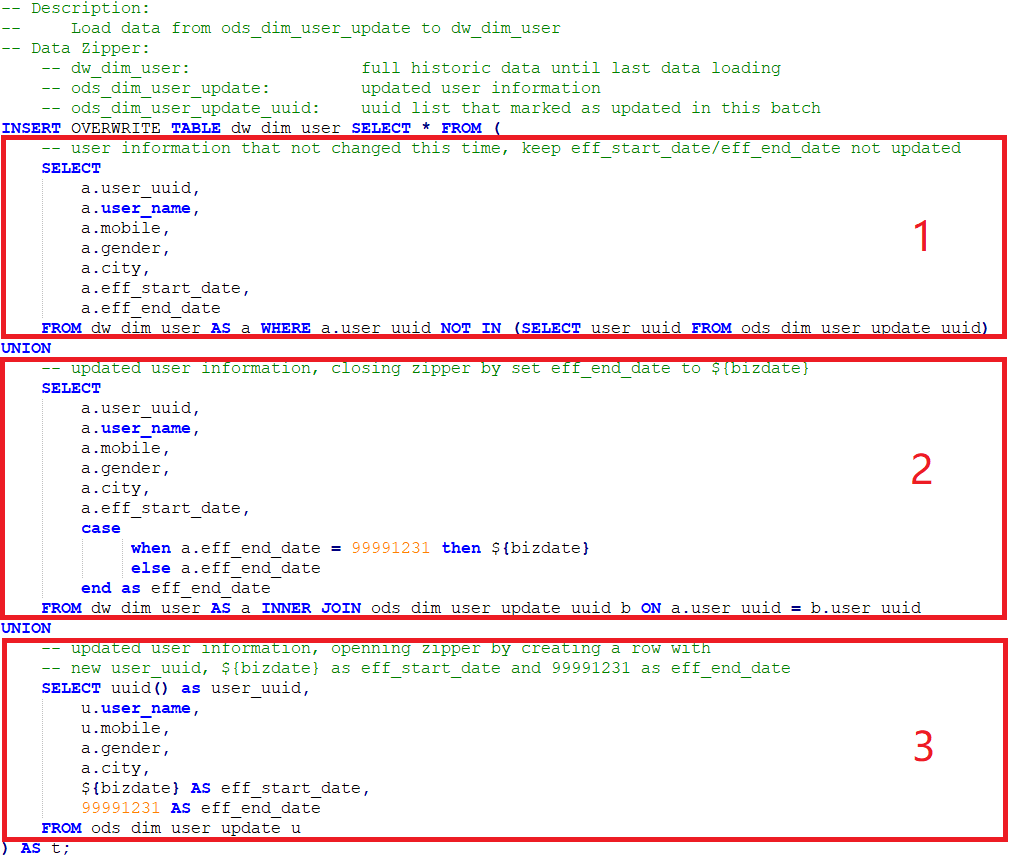 -- Description:
--     Load data from ods_dim_user_update to dw_dim_user
-- Data Zipper:
    -- dw_dim_user:                 full historic data until last data loading
    -- ods_dim_user_update:         updated user information
    -- ods_dim_user_update_uuid:    uuid list that marked as updated in this batch
INSERT OVERWRITE TABLE dw_dim_user SELECT * FROM (
    -- user information that not changed this time, keep eff_start_date/eff_end_date not updated
    SELECT
        a.user_uuid,
        a.user_name,
        a.mobile,
        a.gender,
        a.city,
        a.eff_start_date,
        a.eff_end_date
    FROM dw_dim_user AS a WHERE a.user_uuid NOT IN (SELECT user_uuid FROM ods_dim_user_update_uuid)
1
UNION
    -- updated user information, closing zipper by set eff_end_date to ${bizdate}
    SELECT
        a.user_uuid,
        a.user_name,
        a.mobile,
        a.gender,
        a.city,
        a.eff_start_date,
        case
             when a.eff_end_date = 99991231 then ${bizdate}
             else a.eff_end_date
        end as eff_end_date
    FROM dw_dim_user AS a INNER JOIN ods_dim_user_update_uuid b ON a.user_uuid = b.user_uuid
2
UNION
    -- updated user information, openning zipper by creating a row with
    -- new user_uuid, ${bizdate} as eff_start_date and 99991231 as eff_end_date
    SELECT uuid() as user_uuid,
        u.user_name,
        u.mobile,
        a.gender,
        a.city,
        ${bizdate} AS eff_start_date,
        99991231 AS eff_end_date
    FROM ods_dim_user_update u
3
) AS t;